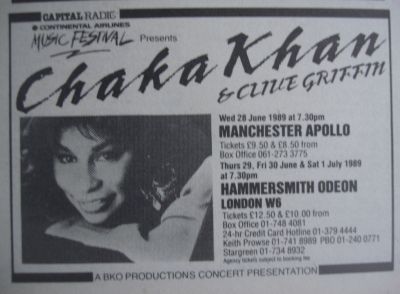 CAPITAL RADIO
CONTINENTAL AIRLINES
MUSIC FESTIVAL Presents
Chaka Khan
& CLIVE GRIFFIN
Wed 28 June 1989 at 7.30pm
MANCHESTER APOLLO
Tickets £9.50 & £8.50 from
Box Office 061-273 3775
Thurs 29, Fri 30 June & Sat 1 July 1989
at 7.30pm
HAMMERSMITH ODEON
LONDON W6
Tickets £12.50 & £10.00 from
Box Office 01-748 4081
24-hr Credit Card Hotline 01-379 4444
Keith Prowse 01-741 8989 PBO 01-240 0771
Stargreen 01-734 8932
Agency tickets subject to booking fee
A BKO PRODUCTIONS CONCERT PRESENTATION